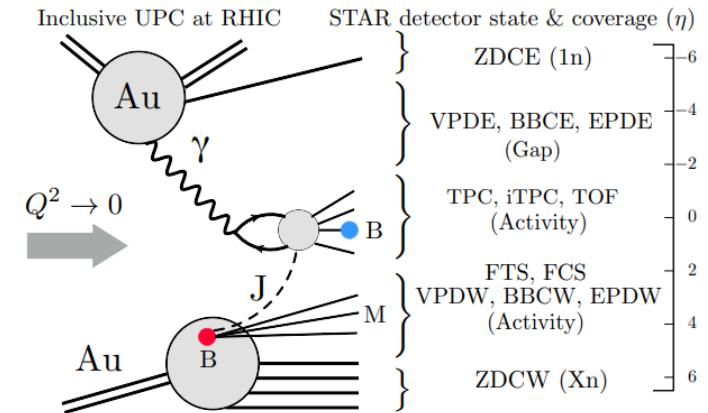 Inclusive UPC at RHIC
STAR detector state & coverage (η)
Au
γ
Q² → 0
B
J
M
B
Au
ZDCE (1n)
VPDE, BBCE, EPDE
(Gap)
TPC, iTPC, TOF
(Activity)
FTS, FCS
VPDW, BBCW, EPDW
(Activity)
ZDCW (Xn)
−6
−4
−2
0
2
4
6